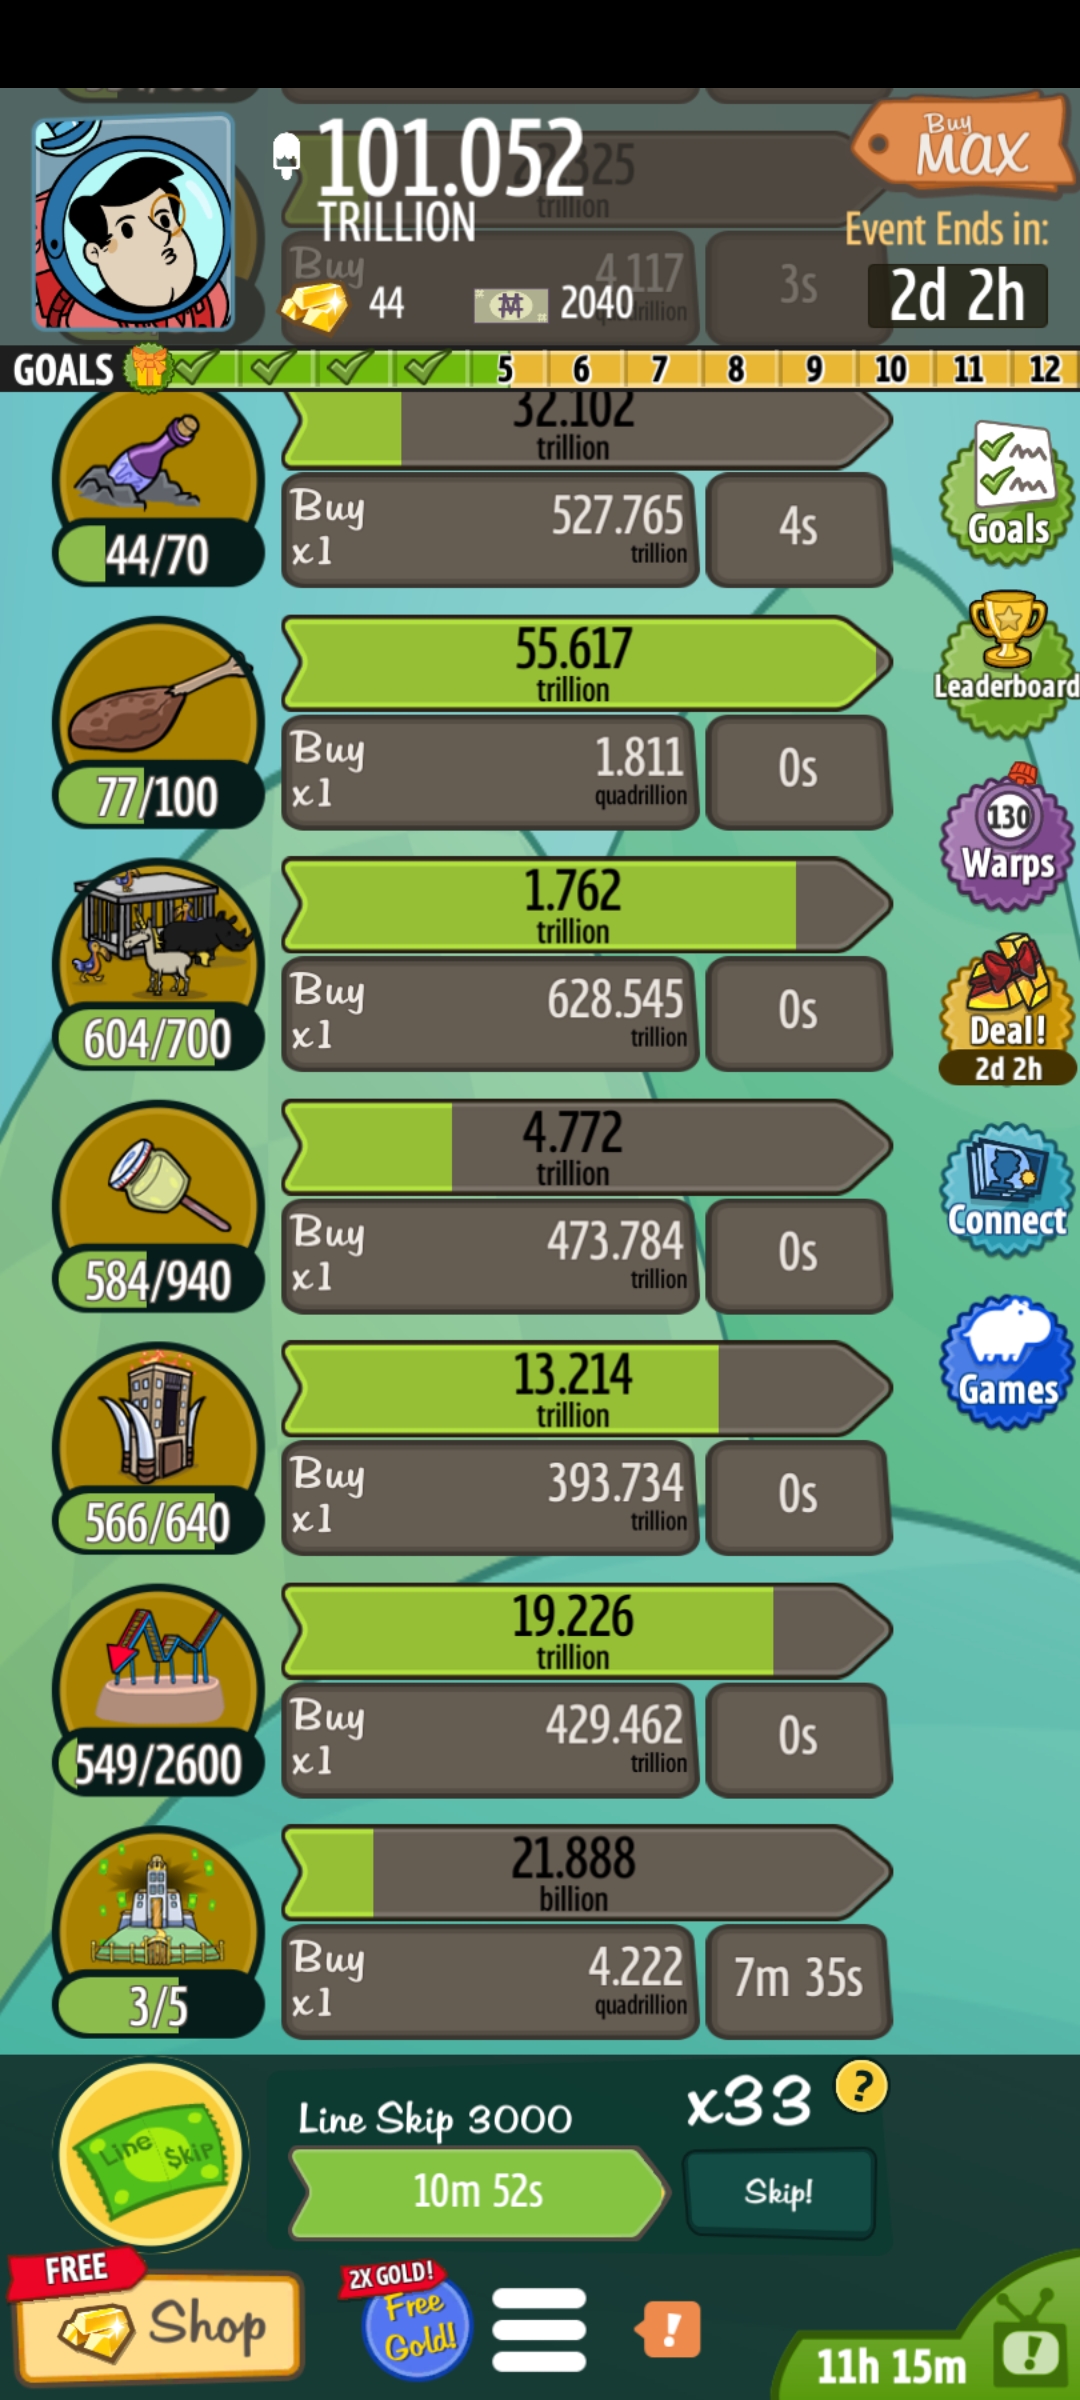 101.052
TRILLION
Buy
MAX
Event Ends in:
2d 2h
44
2040
trillion
Buy
4.117
3s
GOALS
5
6
7
8
9
10
11
12
32.102
trillion
Buy
x1
527.765
trillion
4s
44/70
Goals
55.617
trillion
Buy
x1
1.811
quadrillion
0s
77/100
Leaderboard
130
Warps
1.762
trillion
Buy
x1
628.545
trillion
0s
604/700
Deal!
2d 2h
4.772
trillion
Buy
x1
473.784
trillion
0s
584/940
Connect
13.214
trillion
Buy
x1
393.734
trillion
0s
566/640
Games
19.226
trillion
Buy
x1
429.462
trillion
0s
549/2600
21.888
billion
Buy
x1
4.222
quadrillion
7m 35s
3/5
Line $kip
Line Skip 3000
10m 52s
x33
?
Skip!
FREE
Shop
2X GOLD!
Free
Gold!
!
11h 15m
!